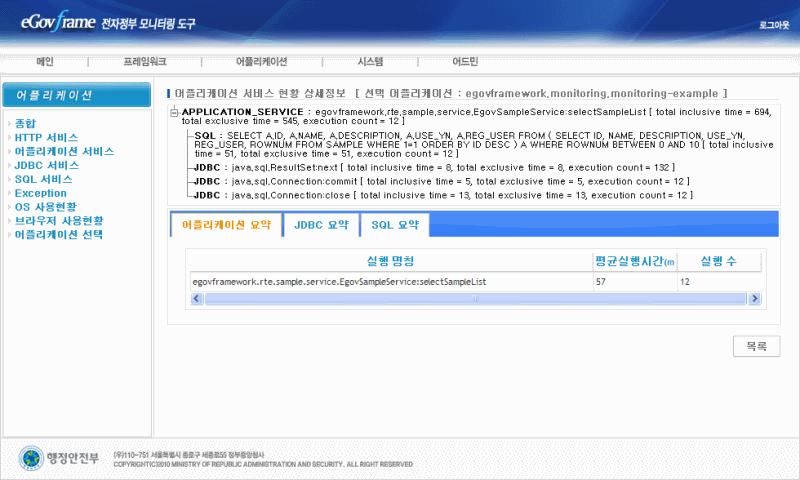 eGovframe 전자정부 모니터링 도구
로그아웃
메인 | 프레임워크 | 어플리케이션 | 시스템 | 어드민
어플리케이션
종합
HTTP 서비스
어플리케이션 서비스
JDBC 서비스
SQL 서비스
Exception
OS 사용현황
브라우저 사용현황
어플리케이션 선택
어플리케이션 서비스 현황 상세정보 [ 선택 어플리케이션 : egovframework.monitoring.monitoring-example ]
APPLICATION_SERVICE : egovframework.rte.sample.service.EgovSampleService:selectSampleList [ total inclusive time = 694,
total exclusive time = 545, execution count = 12 ]
SQL : SELECT A.ID, A.NAME, A.DESCRIPTION, A.USE_YN, A.REG_USER FROM ( SELECT ID, NAME, DESCRIPTION, USE_YN,
REG_USER, ROWNUM FROM SAMPLE WHERE 1=1 ORDER BY ID DESC ) A WHERE ROWNUM BETWEEN 0 AND 10 [ total inclusive
time = 51, total exclusive time = 51, execution count = 12 ]
JDBC : java.sql.ResultSet:next [ total inclusive time = 8, total exclusive time = 8, execution count = 132 ]
JDBC : java.sql.Connection:commit [ total inclusive time = 5, total exclusive time = 5, execution count = 12 ]
JDBC : java.sql.Connection:close [ total inclusive time = 13, total exclusive time = 13, execution count = 12 ]
어플리케이션 요약 JDBC 요약 SQL 요약
실행 명칭 평균실행시간(m 실행 수
egovframework.rte.sample.service.EgovSampleService:selectSampleList 57 12
목록
행정안전부
(우)110-751 서울특별시 종로구 세종로55 정부중앙청사
COPYRIGHT(C)2010 MINISTRY OF REPUBLIC ADMINISTRATION AND SECURITY. ALL RIGHT RESERVED